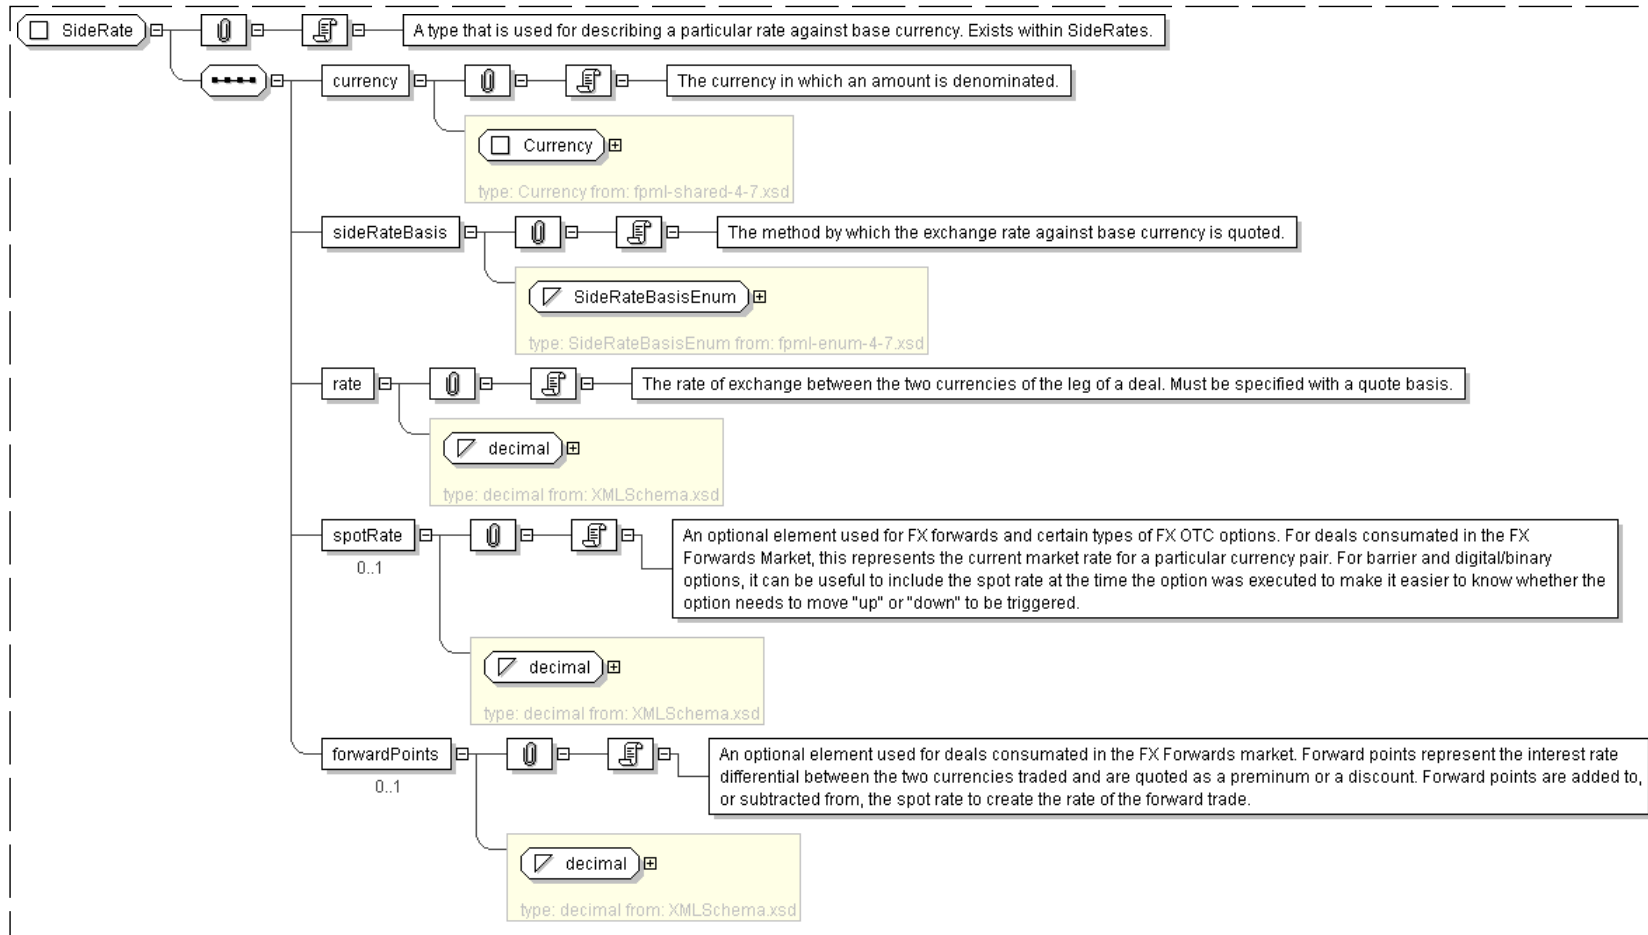 SideRate
A type that is used for describing a particular rate against base currency. Exists within SideRates.
currency
The currency in which an amount is denominated.
Currency
type: Currency from: fpml-shared-4-7.xsd
sideRateBasis
The method by which the exchange rate against base currency is quoted.
SideRateBasisEnum
type: SideRateBasisEnum from: fpml-enum-4-7.xsd
rate
The rate of exchange between the two currencies of the leg of a deal. Must be specified with a quote basis.
decimal
type: decimal from: XMLSchema.xsd
spotRate
0..1
An optional element used for FX forwards and certain types of FX OTC options. For deals consumated in the FX
Forwards Market, this represents the current market rate for a particular currency pair. For barrier and digital/binary
options, it can be useful to include the spot rate at the time the option was executed to make it easier to know whether the
option needs to move "up" or "down" to be triggered.
decimal
type: decimal from: XMLSchema.xsd
forwardPoints
0..1
An optional element used for deals consumated in the FX Forwards market. Forward points represent the interest rate
differential between the two currencies traded and are quoted as a preminum or a discount. Forward points are added to,
or subtracted from, the spot rate to create the rate of the forward trade.
decimal
type: decimal from: XMLSchema.xsd